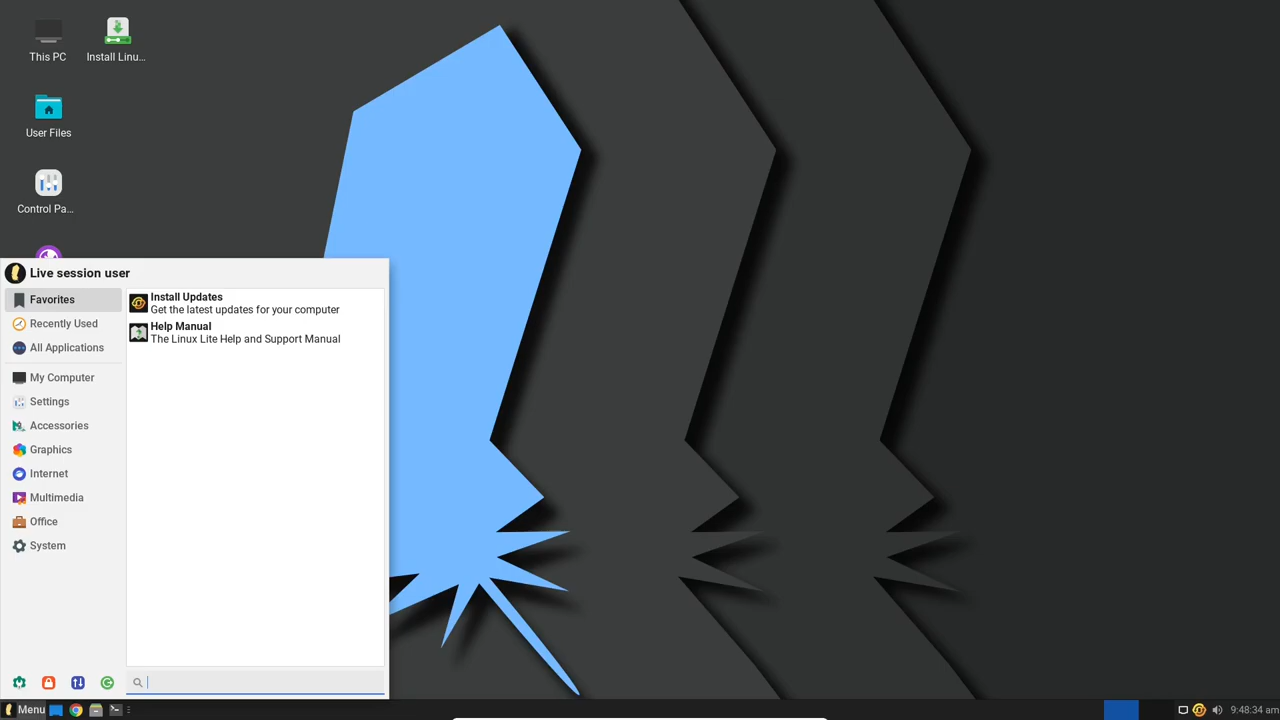 This PC
Install Linu...
User Files
Control Pa...
Live session user
Favorites
Recently Used
All Applications
My Computer
Settings
Accessories
Graphics
Internet
Multimedia
Office
System
Install Updates
Get the latest updates for your computer
Help Manual
The Linux Lite Help and Support Manual
Menu
9:48:34 am